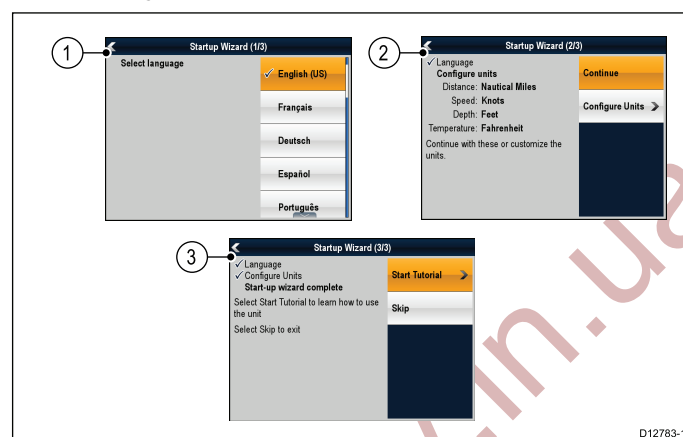 1
Startup Wizard (1/3)
Select language
✓ English (US)
Français
Deutsch
Español
Português
2
Startup Wizard (2/3)
✓ Language
Configure units
Distance: Nautical Miles
Speed: Knots
Depth: Feet
Temperature: Fahrenheit
Continue with these or customize the
units.
Continue
Configure Units >
3
Startup Wizard (3/3)
✓ Language
✓ Configure Units
Start-up wizard complete
Select Start Tutorial to learn how to use
the unit
Select Skip to exit
Start Tutorial >
Skip
D12783-1